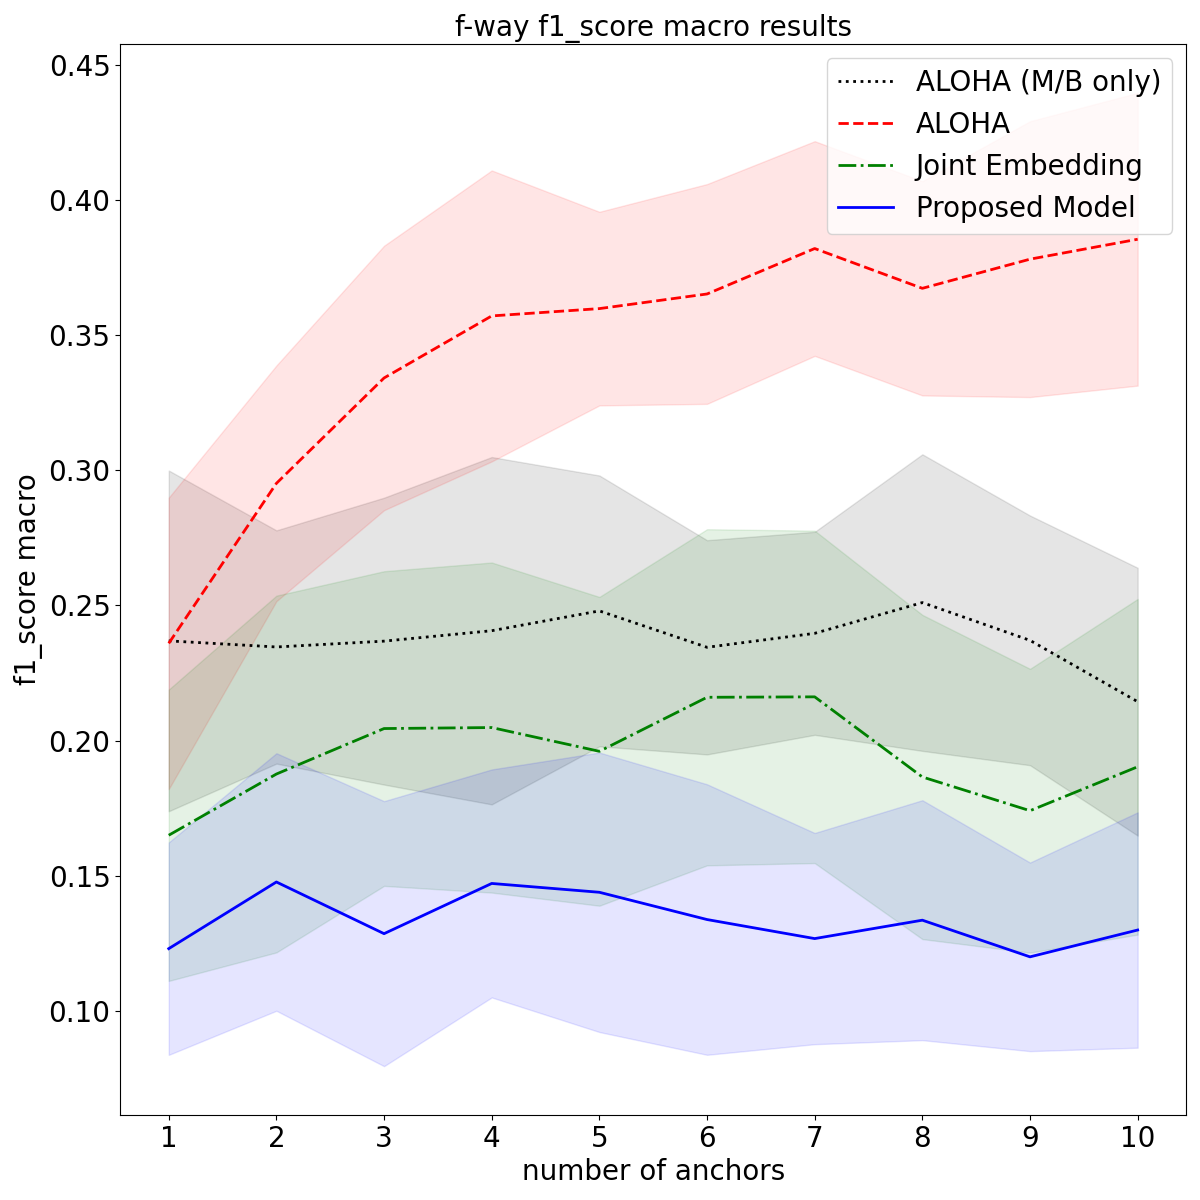 f-way f1_score macro results
0.45
0.40
0.35
0.30
0.25
0.20
0.15
0.10
f1_score macro
ALOHA (M/B only)
ALOHA
Joint Embedding
Proposed Model
1 2 3 4 5 6 7 8 9 10
number of anchors